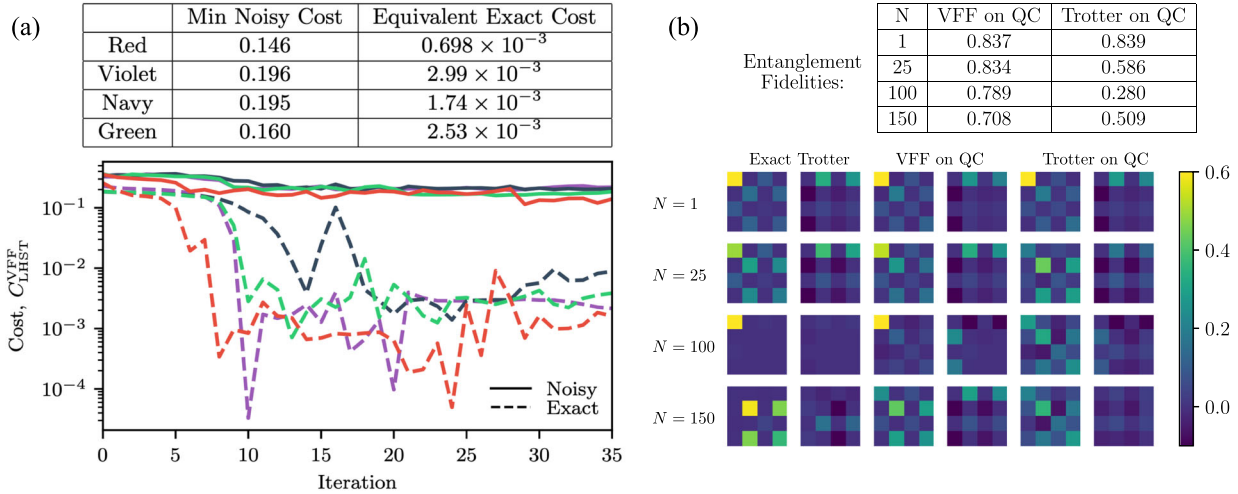 (a)
Min Noisy Cost Equivalent Exact Cost
Red 0.146 0.698 × 10⁻³
Violet 0.196 2.99 × 10⁻³
Navy 0.195 1.74 × 10⁻³
Green 0.160 2.53 × 10⁻³
Cost, C_LHST^VFF
10⁻¹
10⁻²
10⁻³
10⁻⁴
Noisy
Exact
0 5 10 15 20 25 30 35
Iteration
(b)
Entanglement
Fidelities:
N VFF on QC Trotter on QC
1 0.837 0.839
25 0.834 0.586
100 0.789 0.280
150 0.708 0.509
Exact Trotter VFF on QC Trotter on QC
N = 1
N = 25
N = 100
N = 150
0.6
0.4
0.2
0.0